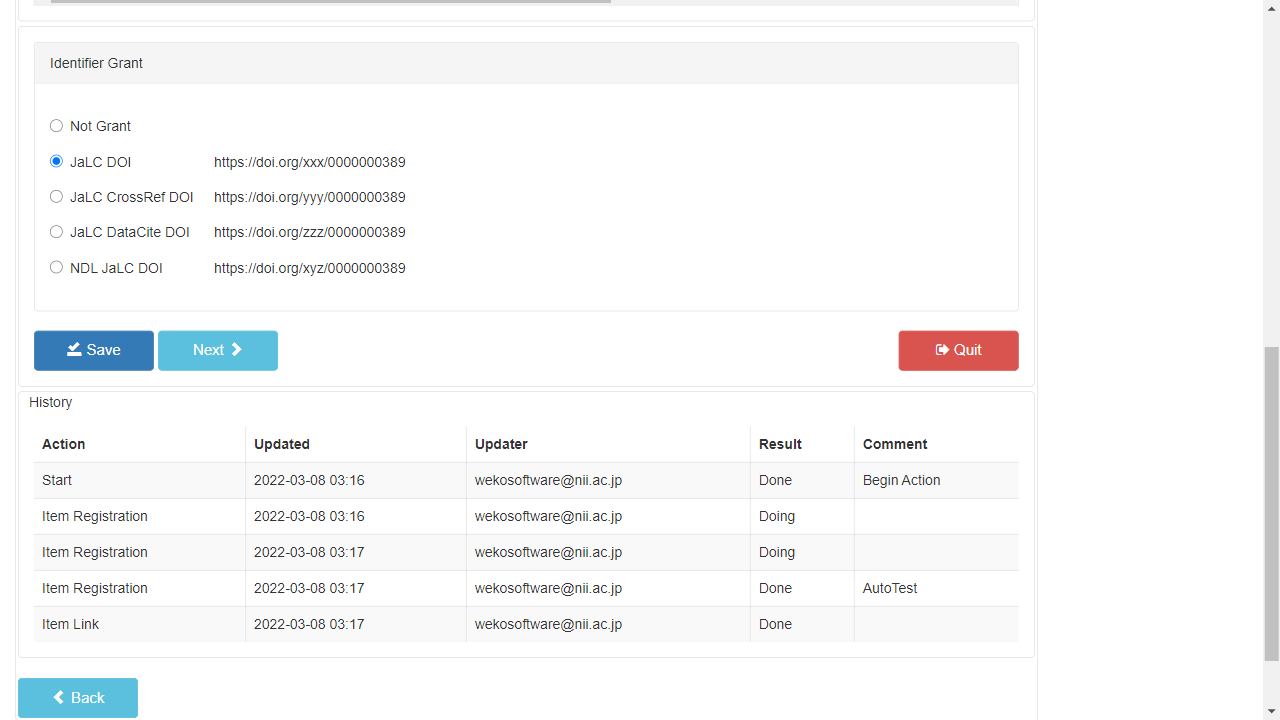 Identifier Grant
Not Grant
JaLC DOI https://doi.org/xxx/0000000389
JaLC CrossRef DOI https://doi.org/yyy/0000000389
JaLC DataCite DOI https://doi.org/zzz/0000000389
NDL JaLC DOI https://doi.org/xyz/0000000389
Save Next Quit
History
Action Updated Updater Result Comment
Start 2022-03-08 03:16 wekosoftware@nii.ac.jp Done Begin Action
Item Registration 2022-03-08 03:16 wekosoftware@nii.ac.jp Doing
Item Registration 2022-03-08 03:17 wekosoftware@nii.ac.jp Doing
Item Registration 2022-03-08 03:17 wekosoftware@nii.ac.jp Done AutoTest
Item Link 2022-03-08 03:17 wekosoftware@nii.ac.jp Done
Back